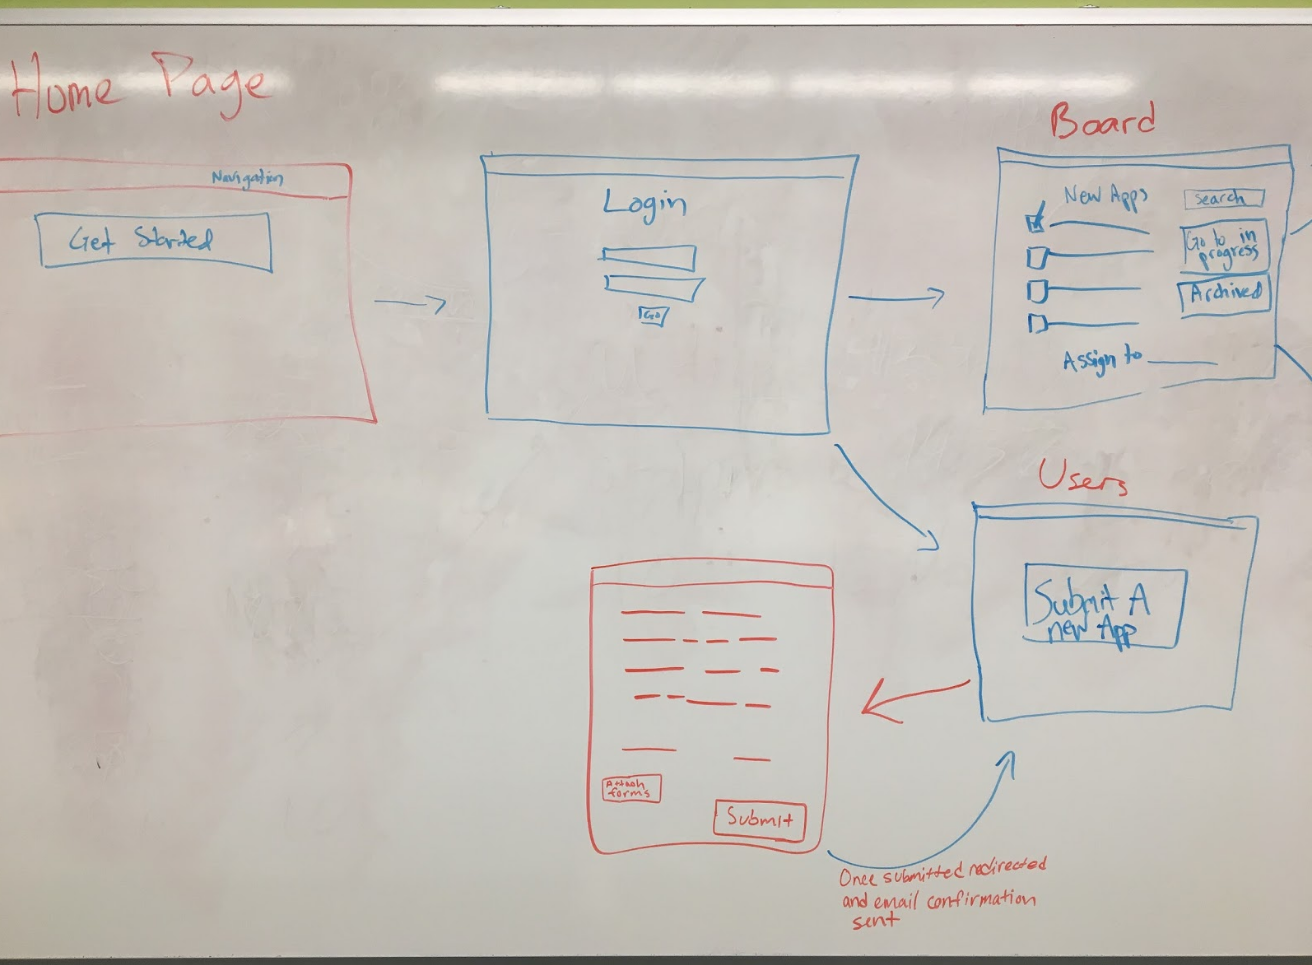 Home Page
Navigation
Get Started
Login
Go
Board
New Apps
Search
Go to in
progress
Archived
Assign to
Users
Submit A
new App
Attach
forms
Submit
Once submitted redirected
and email confirmation
sent